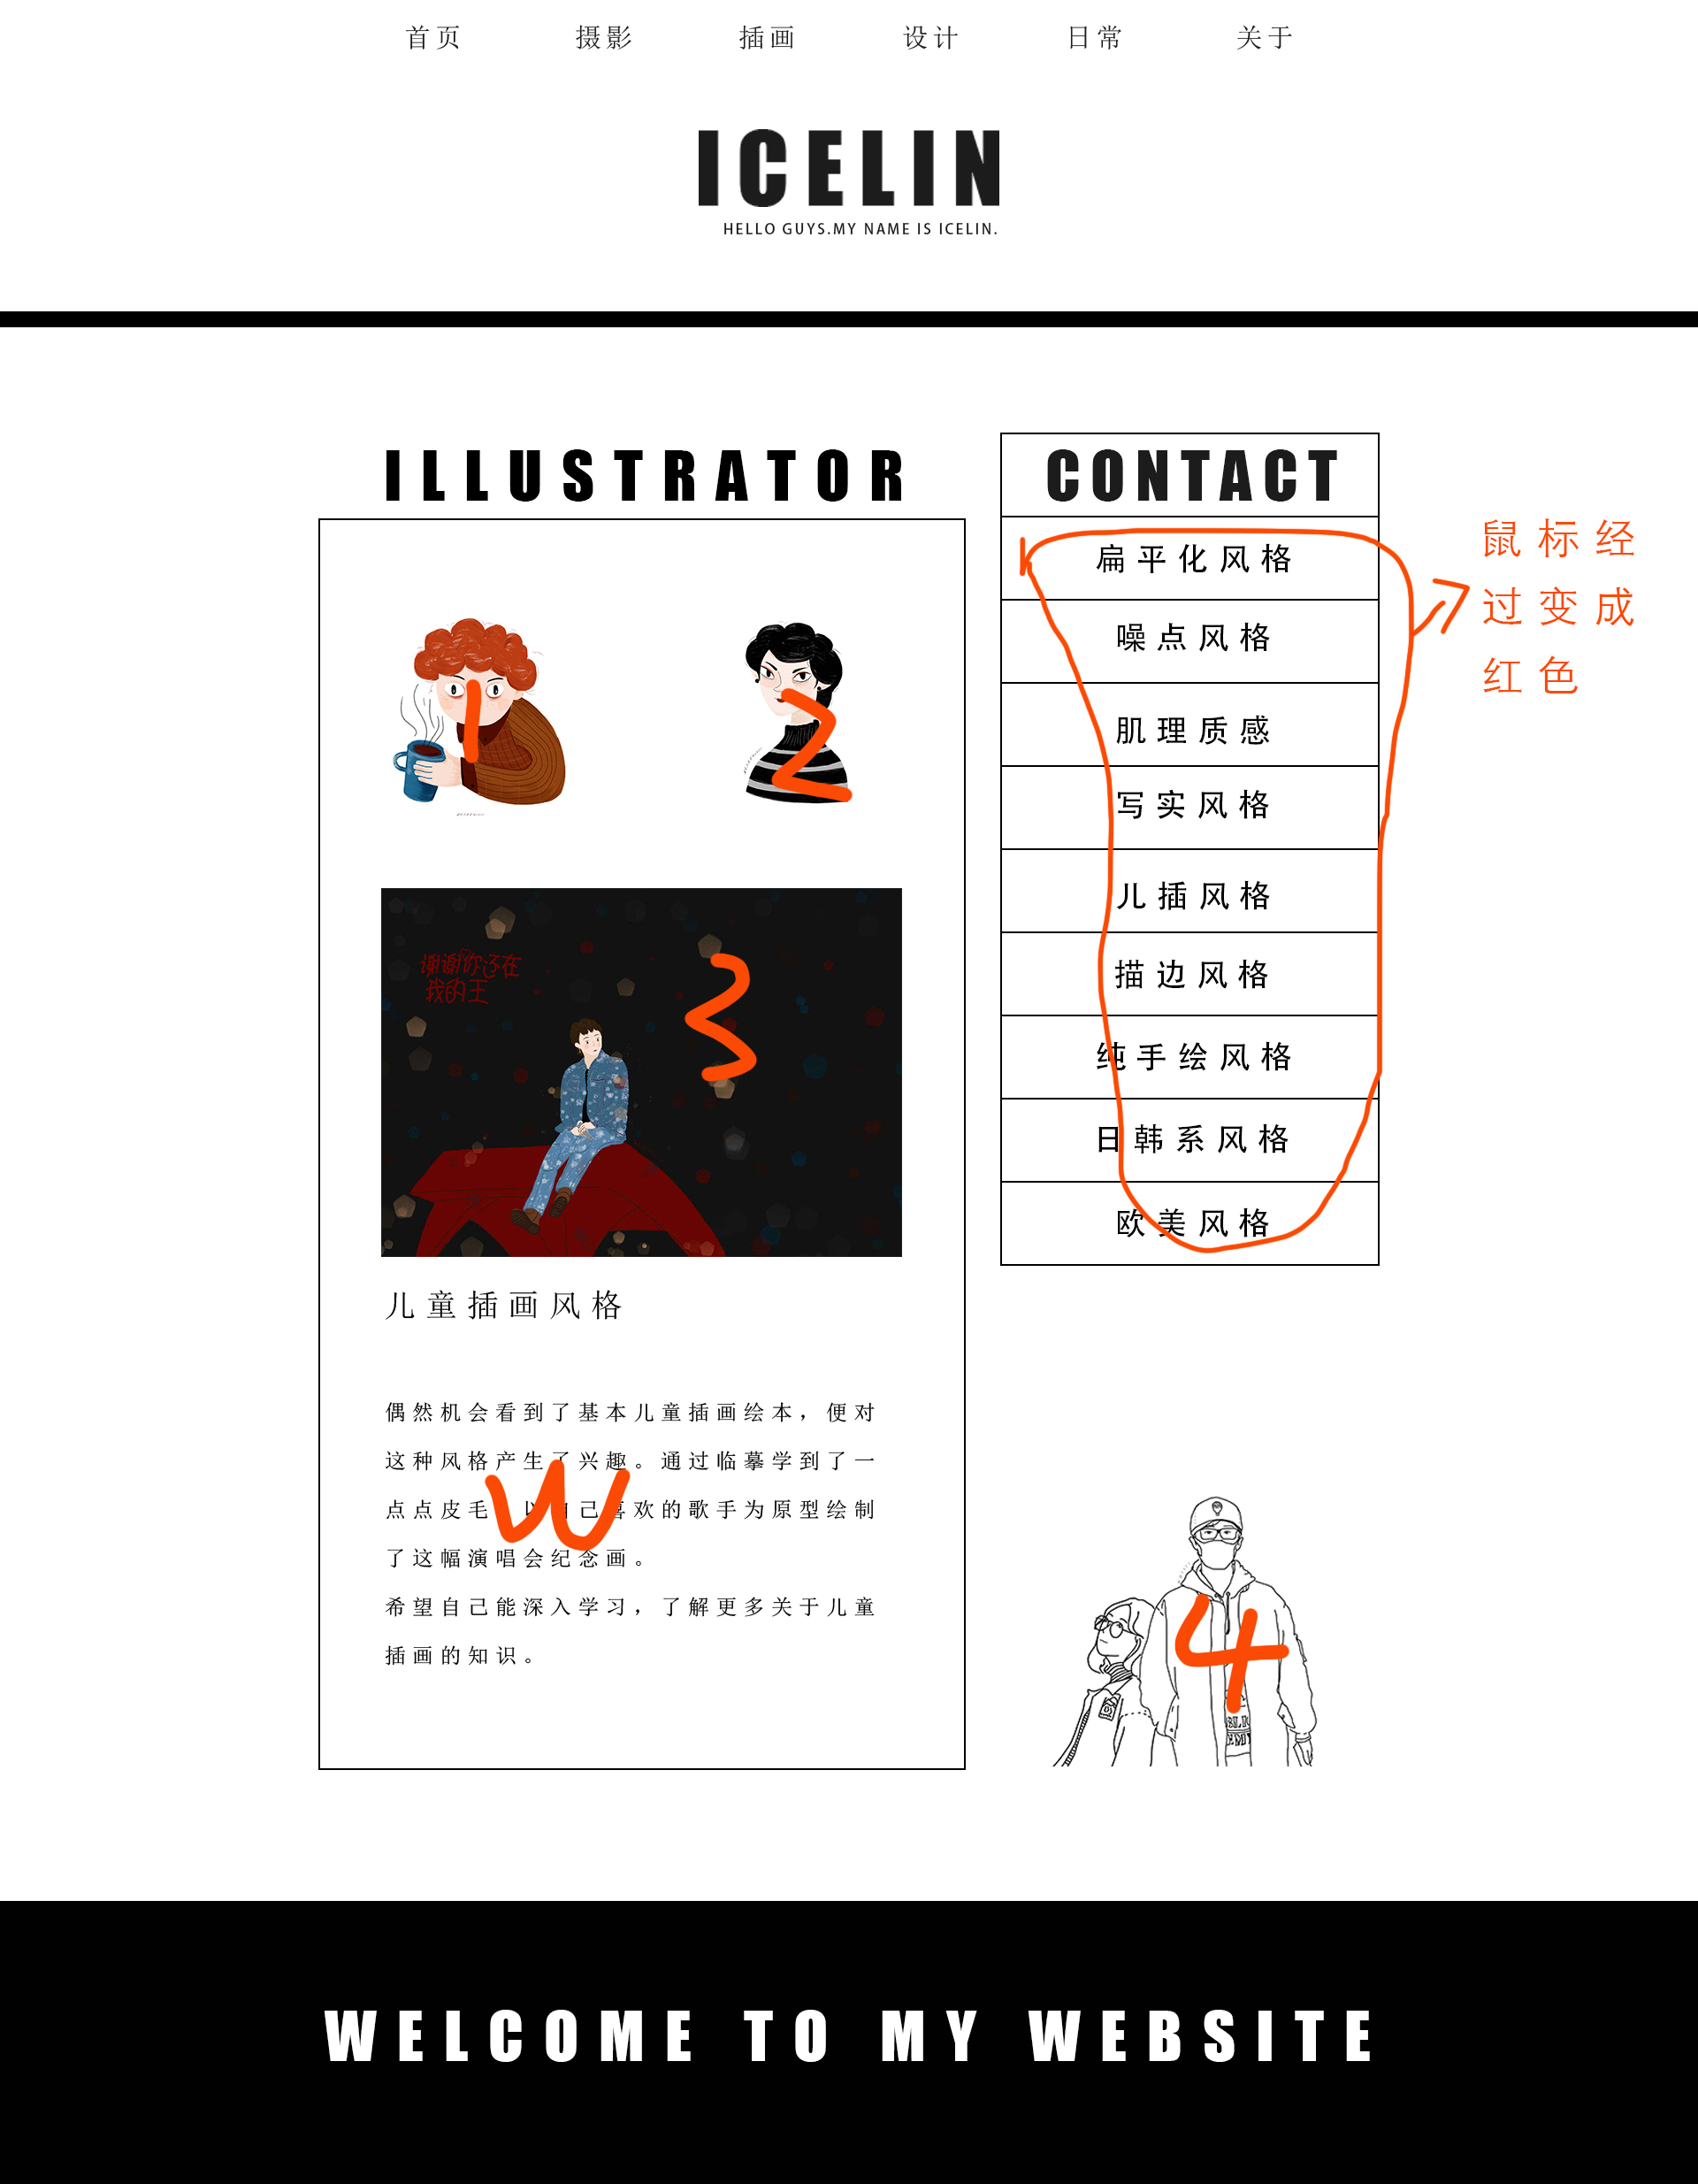 首页 摄影 插画 设计 日常 关于
ICELIN
HELLO GUYS.MY NAME IS ICELIN.
ILLUSTRATOR
CONTACT
扁平化风格
噪点风格
肌理质感
写实风格
儿插风格
描边风格
纯手绘风格
日韩系风格
欧美风格
鼠标经
过变成
红色
1
2
谢谢你还在
我的王
3
儿童插画风格
偶然机会看到了基本儿童插画绘本，便对
这种风格产生了兴趣。通过临摹学到了一
点点皮毛 以自己喜欢的歌手为原型绘制
了这幅演唱会纪念画。
希望自己能深入学习，了解更多关于儿童
插画的知识。
W
4
WELCOME TO MY WEBSITE